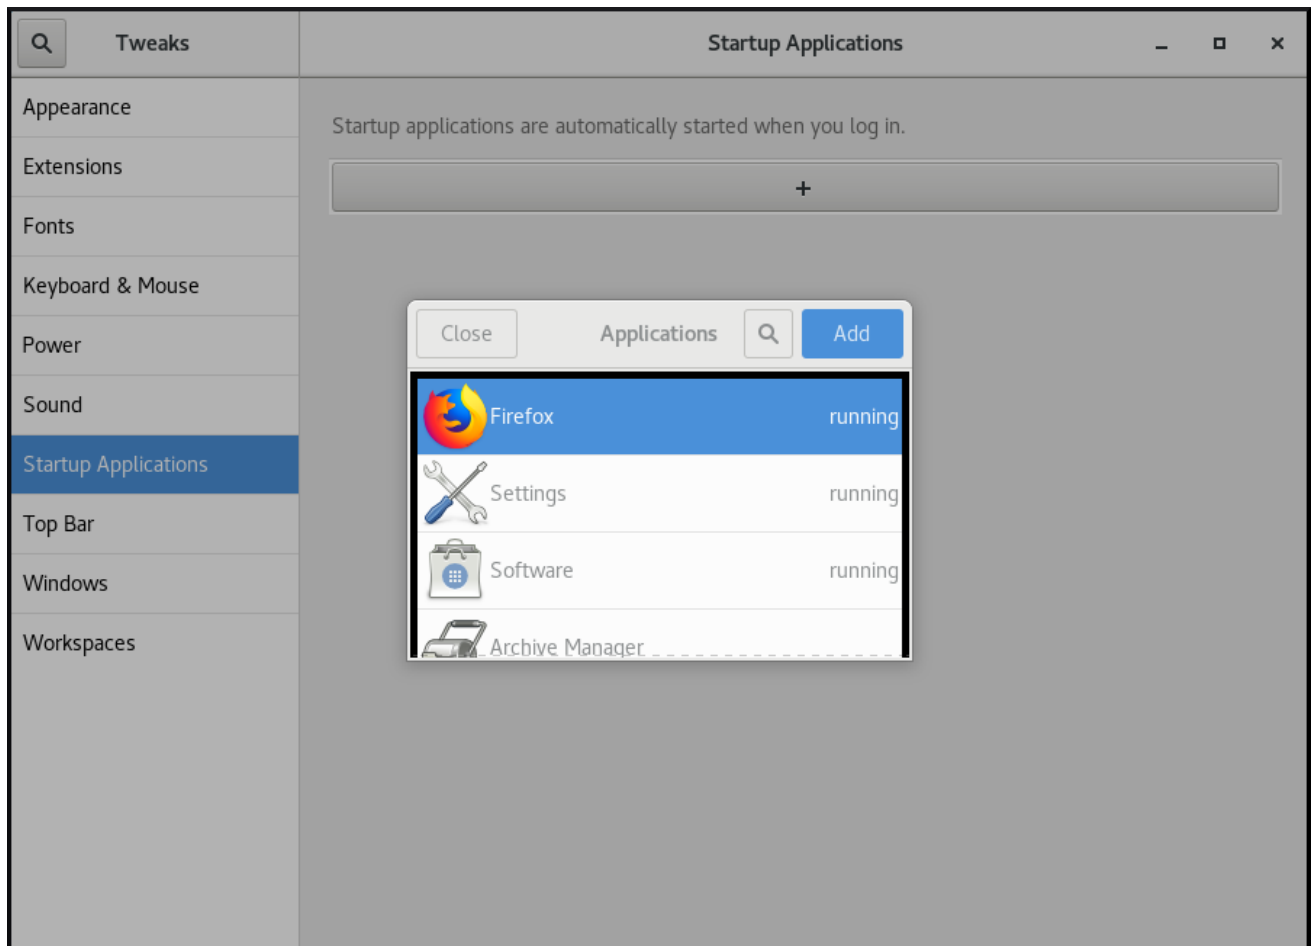 Tweaks
Startup Applications
Appearance
Extensions
Fonts
Keyboard & Mouse
Power
Sound
Startup Applications
Top Bar
Windows
Workspaces
Startup applications are automatically started when you log in.
+
Close Applications Add
Firefox running
Settings running
Software running
Archive Manager